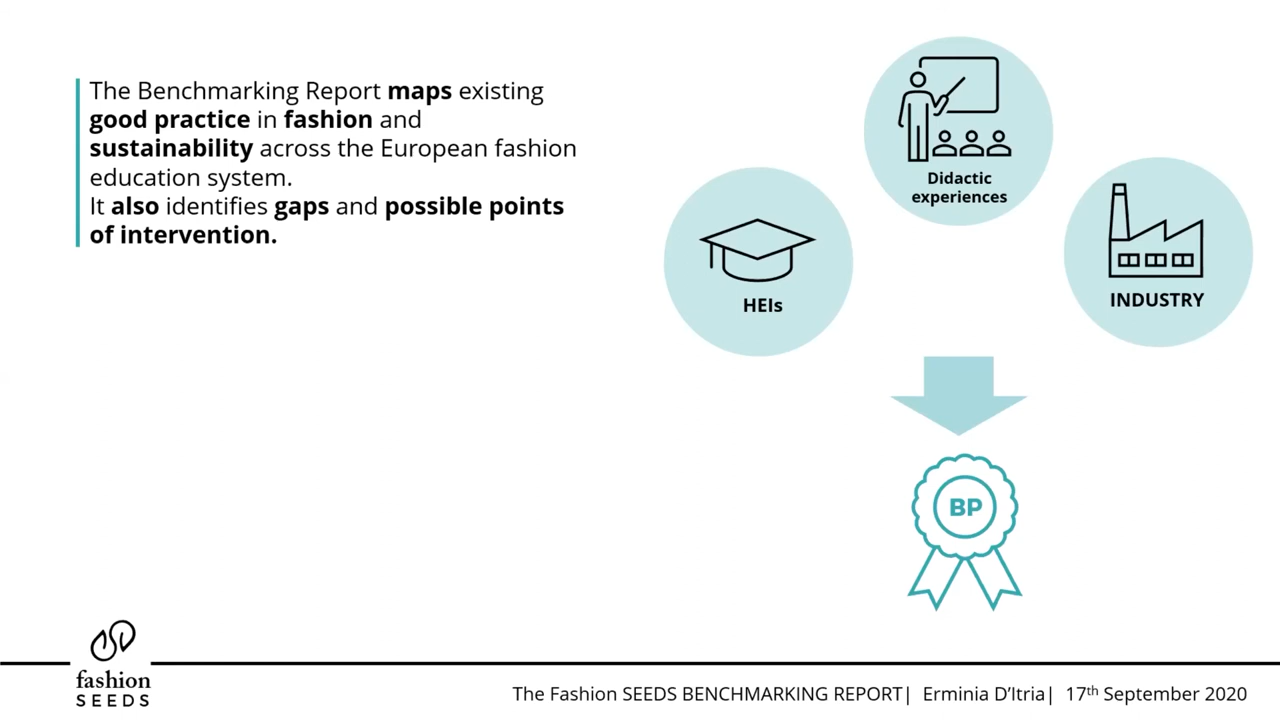 The Benchmarking Report maps existing
good practice in fashion and
sustainability across the European fashion
education system.
It also identifies gaps and possible points
of intervention.
Didactic
experiences
HEIs
INDUSTRY
BP
fashion
SEEDS
The Fashion SEEDS BENCHMARKING REPORT| Erminia D’Itria| 17th September 2020